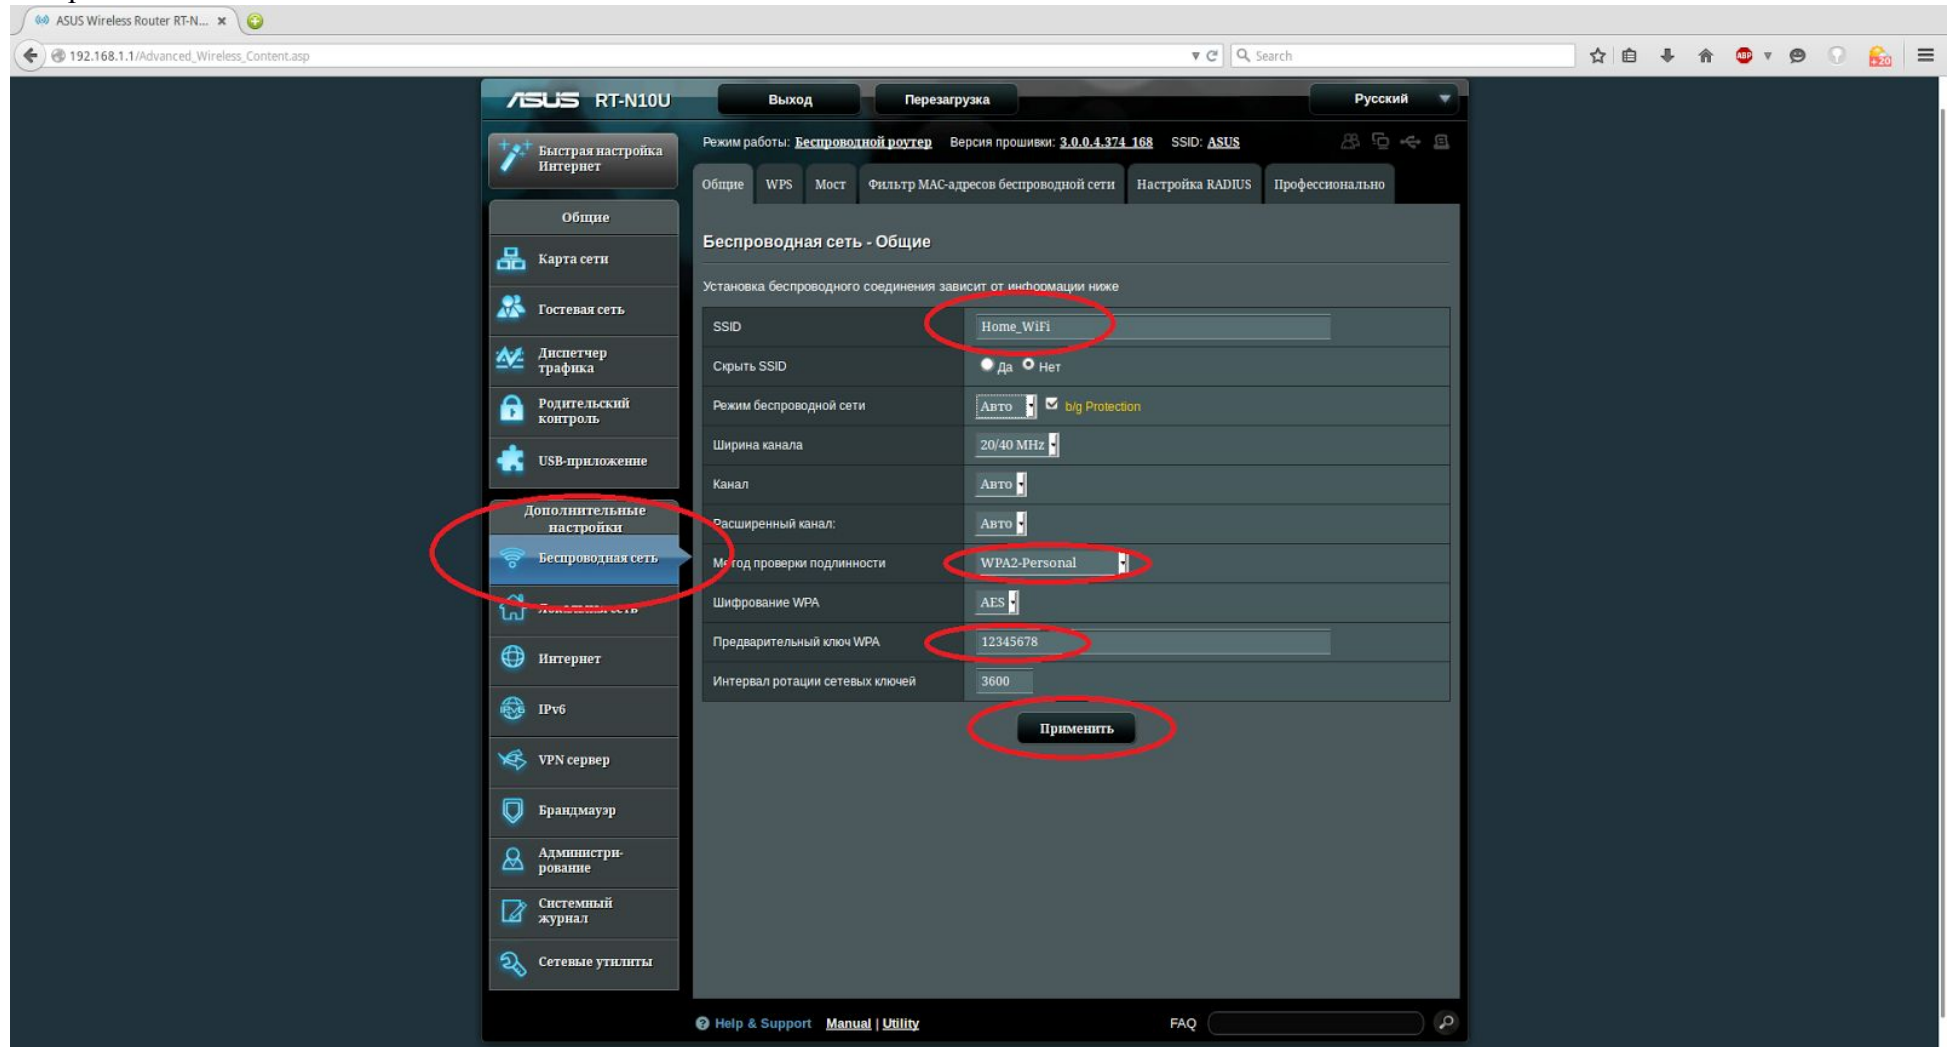 ASUS Wireless Router RT-N...
192.168.1.1/Advanced_Wireless_Content.asp
Search
ABP
+20
ASUS RT-N10U
Выход
Перезагрузка
Русский
Быстрая настройка
Интернет
Режим работы: Беспроводной роутер Версия прошивки: 3.0.0.4.374_168 SSID: ASUS
Общие WPS Мост Фильтр MAC-адресов беспроводной сети Настройка RADIUS Профессионально
Общие
Карта сети
Гостевая сеть
Диспетчер
трафика
Родительский
контроль
USB-приложение
Дополнительные
настройки
Беспроводная сеть
Локальная сеть
Интернет
IPv6
VPN сервер
Брандмауэр
Администри-
рование
Системный
журнал
Сетевые утилиты
Беспроводная сеть - Общие
Установка беспроводного соединения зависит от информации ниже
SSID Home_WiFi
Скрыть SSID Да Нет
Режим беспроводной сети Авто b/g Protection
Ширина канала 20/40 MHz
Канал Авто
Расширенный канал: Авто
Метод проверки подлинности WPA2-Personal
Шифрование WPA AES
Предварительный ключ WPA 12345678
Интервал ротации сетевых ключей 3600
Применить
Help & Support Manual | Utility FAQ